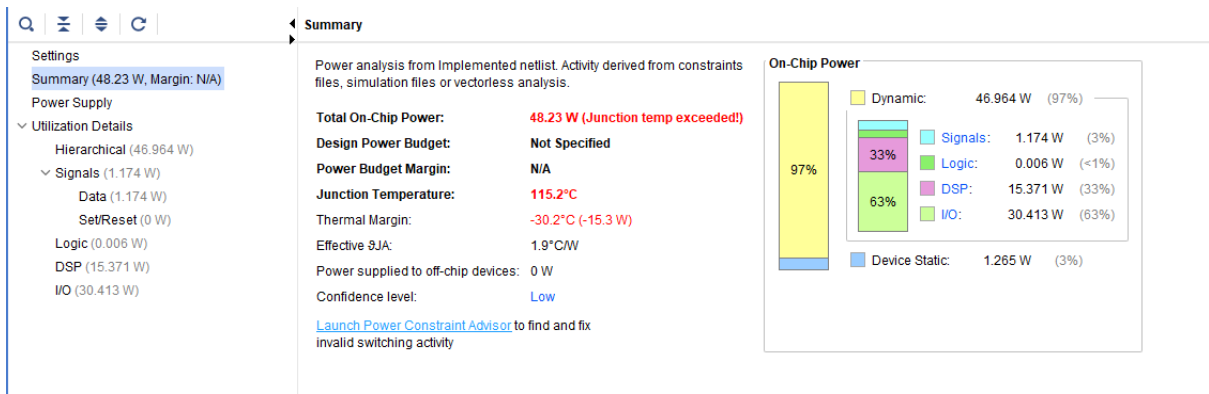 Summary
Settings
Summary (48.23 W, Margin: N/A)
Power Supply
Utilization Details
Hierarchical (46.964 W)
Signals (1.174 W)
Data (1.174 W)
Set/Reset (0 W)
Logic (0.006 W)
DSP (15.371 W)
I/O (30.413 W)
Power analysis from Implemented netlist. Activity derived from constraints
files, simulation files or vectorless analysis.
Total On-Chip Power: 48.23 W (Junction temp exceeded!)
Design Power Budget: Not Specified
Power Budget Margin: N/A
Junction Temperature: 115.2°C
Thermal Margin: -30.2°C (-15.3 W)
Effective ϑJA: 1.9°C/W
Power supplied to off-chip devices: 0 W
Confidence level: Low
Launch Power Constraint Advisor to find and fix
invalid switching activity
On-Chip Power
97%
Dynamic: 46.964 W (97%)
33%
63%
Signals: 1.174 W (3%)
Logic: 0.006 W (<1%)
DSP: 15.371 W (33%)
I/O: 30.413 W (63%)
Device Static: 1.265 W (3%)